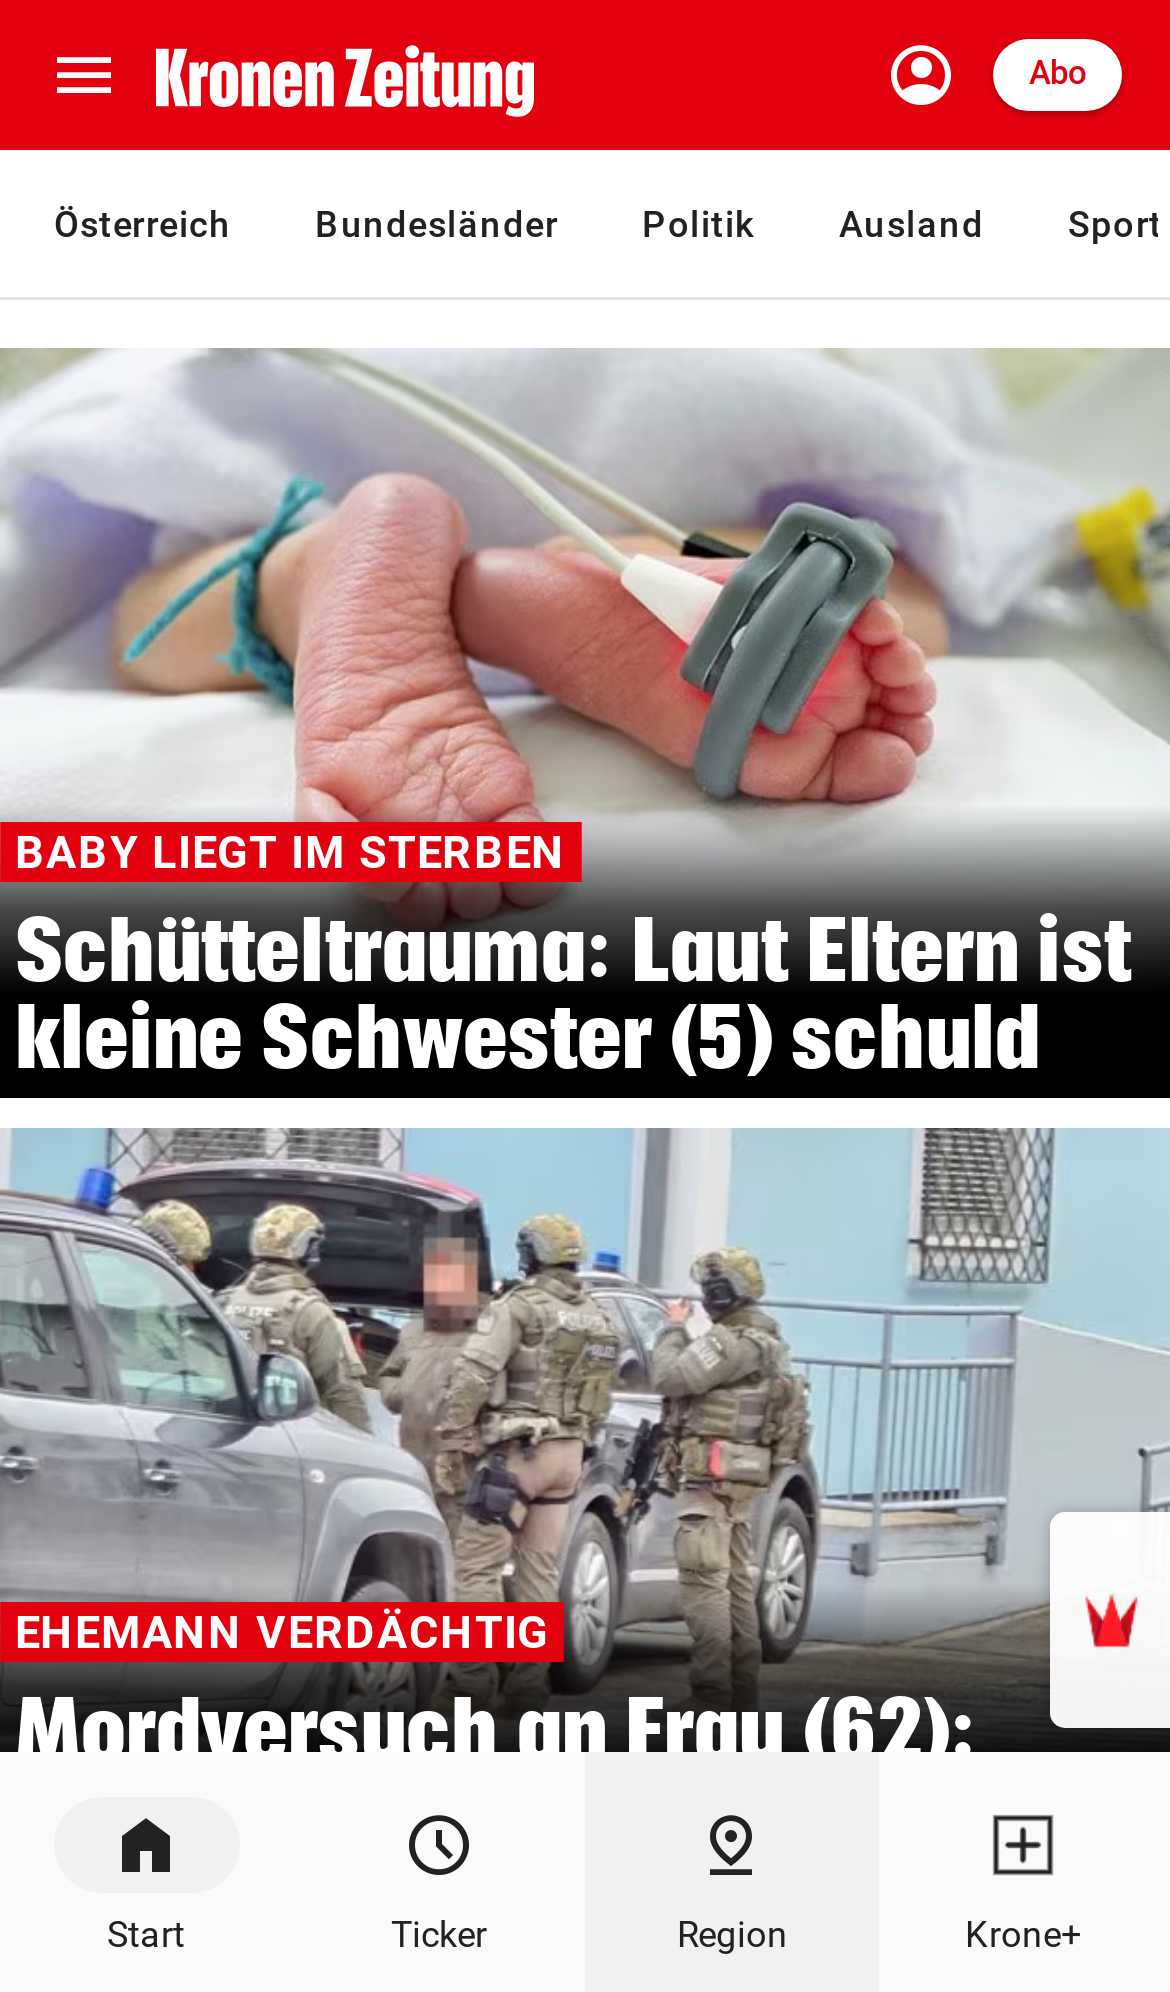 Kronen Zeitung
Abo
Österreich Bundesländer Politik Ausland Sport
BABY LIEGT IM STERBEN
Schütteltrauma: Laut Eltern ist
kleine Schwester (5) schuld
POLIZEI
EHEMANN VERDÄCHTIG
Mordversuch an Frau (62):
Start Ticker Region Krone+